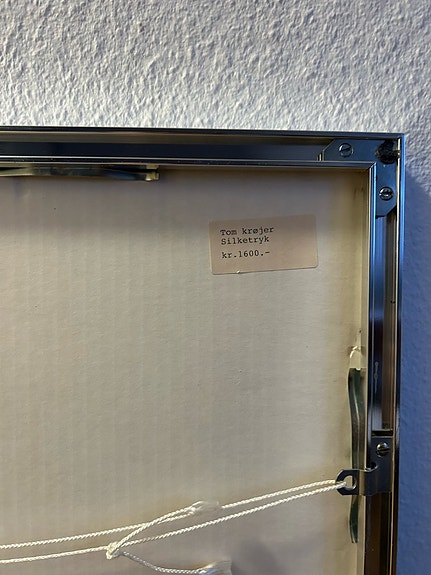 Tom krøjer
Silketryk
kr.1600,-